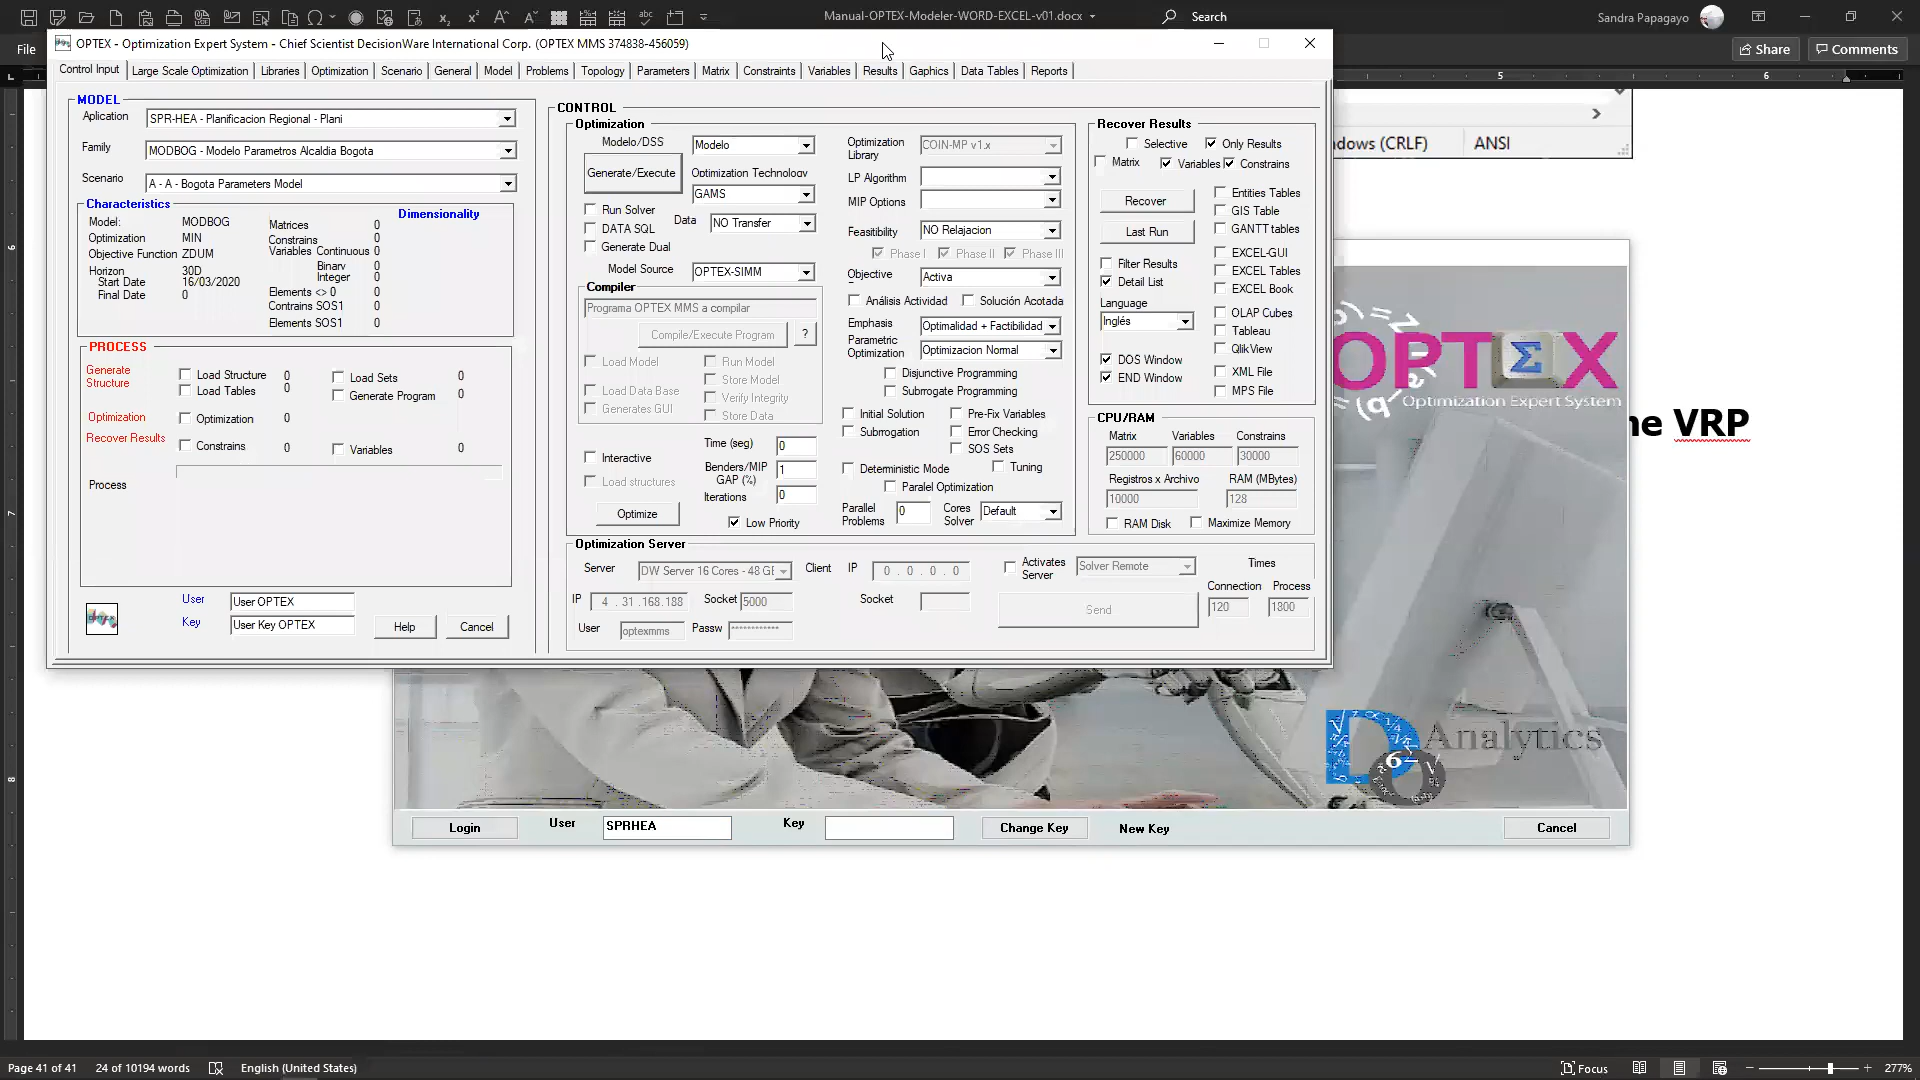 Manual-OPTEX-Modeler-WORD-EXCEL-v01.docx
Search
Sandra Papagayo
File
Share
Comments
OPTEX - Optimization Expert System - Chief Scientist DecisionWare International Corp. (OPTEX MMS 374838-456059)
Control Input
Large Scale Optimization
Libraries
Optimization
Scenario
General
Model
Problems
Topology
Parameters
Matrix
Constraints
Variables
Results
Gaphics
Data Tables
Reports
MODEL
Aplication
SPR-HEA - Planificacion Regional - Plani
Family
MODBOG - Modelo Parametros Alcaldia Bogota
Scenario
A - A - Bogota Parameters Model
Characteristics
Dimensionality
Model: MODBOG
Optimization MIN
Objective Function ZDUM
Horizon 30D
Start Date 16/03/2020
Final Date 0
Matrices 0
Constrains 0
Variables Continuous 0
Binary 0
Integer 0
Elements <> 0 0
Contrains SOS1 0
Elements SOS1 0
PROCESS
Generate Structure
Load Structure 0
Load Sets 0
Load Tables 0
Generate Program 0
Optimization
Optimization 0
Recover Results
Constrains 0
Variables 0
Process
User
User OPTEX
Key
User Key OPTEX
Help
Cancel
CONTROL
Optimization
Modelo/DSS
Modelo
Generate/Execute
Optimization Technology
GAMS
Run Solver
DATA SQL
Generate Dual
Data
NO Transfer
Model Source
OPTEX-SIMM
Compiler
Programa OPTEX MMS a compilar
Compile/Execute Program
?
Load Model
Run Model
Store Model
Load Data Base
Verify Integrity
Generates GUI
Store Data
Interactive
Load structures
Optimize
Time (seg) 0
Benders/MIP GAP (%) 1
Iterations 0
Low Priority
Optimization Library
COIN-MP v1.x
LP Algorithm
MIP Options
Feasitibility
NO Relajacion
Phase I
Phase II
Phase III
Objective
Activa
Análisis Actividad
Solución Acotada
Emphasis
Optimalidad + Factibilidad
Parametric Optimization
Optimizacion Normal
Disjunctive Programming
Subrrogate Programming
Initial Solution
Pre-Fix Variables
Subrrogation
Error Checking
SOS Sets
Deterministic Mode
Tuning
Paralel Optimization
Parallel Problems
0
Cores Solver
Default
Recover Results
Selective
Only Results
Matrix
Variables
Constrains
Recover
Last Run
Entities Tables
GIS Table
GANTT tables
Filter Results
Detail List
EXCEL-GUI
EXCEL Tables
EXCEL Book
Language
Inglés
OLAP Cubes
Tableau
QlikView
DOS Window
END Window
XML File
MPS File
CPU/RAM
Matrix
Variables
Constrains
250000
60000
30000
Registros x Archivo
RAM (MBytes)
10000
128
RAM Disk
Maximize Memory
Optimization Server
Server
Client
IP
0 . 0 . 0 . 0
IP
4 . 31 .168.188
Socket
5000
Socket
User
optexmms
Passw
************
Activates Server
Solver Remote
Send
Times
Connection
Process
120
1800
dows (CRLF)
ANSI
OPTEX
Optimization Expert System
ne VRP
Analytics
Login
User
SPRHEA
Key
Change Key
New Key
Cancel
Page 41 of 41
24 of 10194 words
English (United States)
Focus
277%